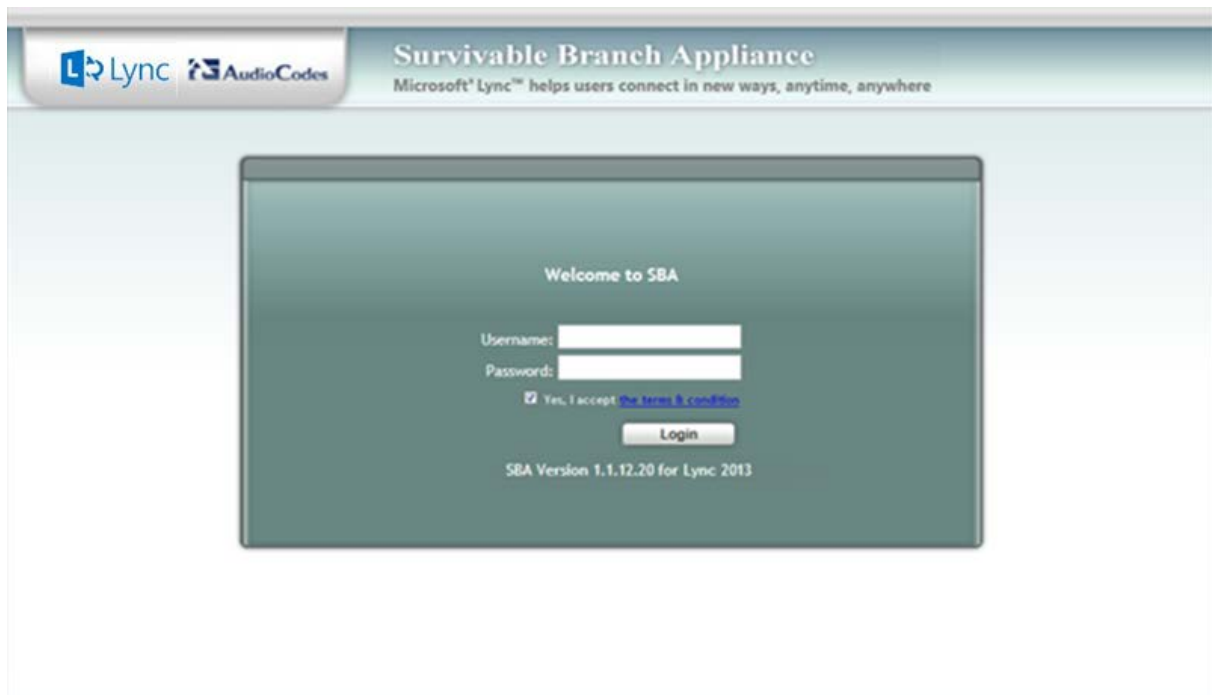 Lync AudioCodes
Survivable Branch Appliance
Microsoft® Lync™ helps users connect in new ways, anytime, anywhere
Welcome to SBA
Username:
Password:
Yes, I accept the terms & condition
Login
SBA Version 1.1.12.20 for Lync 2013